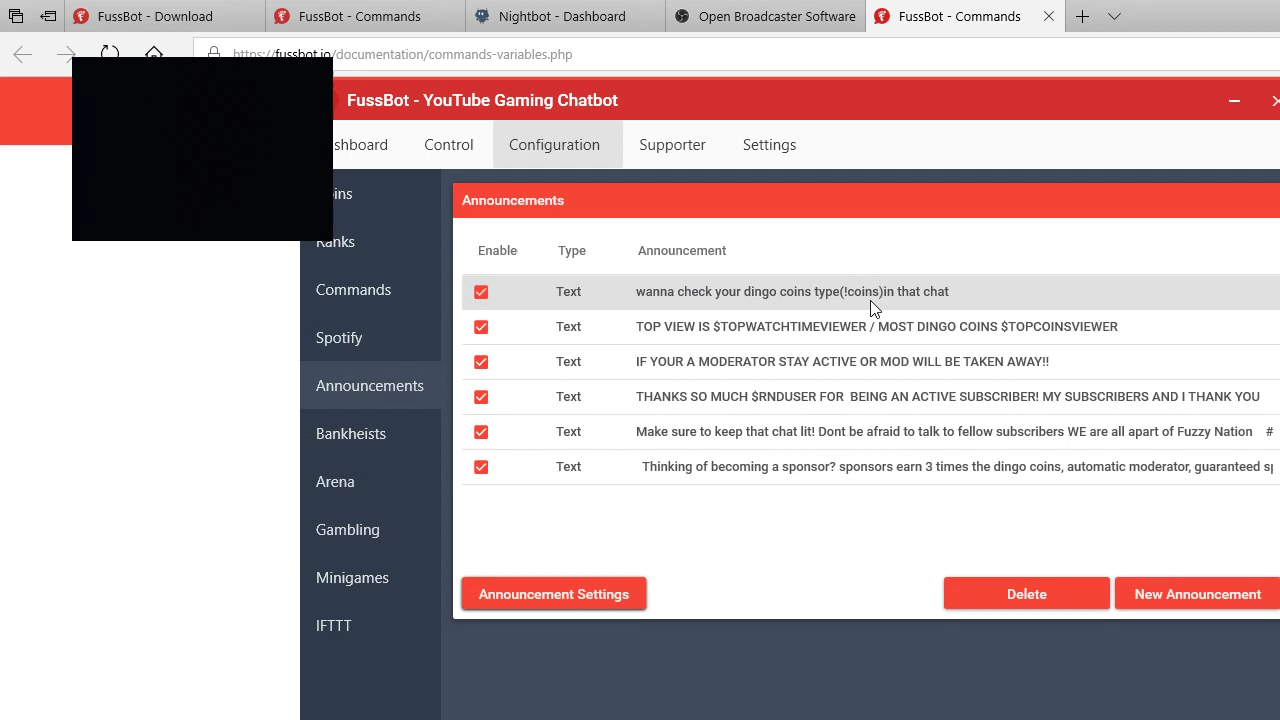 FussBot - Download
FussBot - Commands
Nightbot - Dashboard
Open Broadcaster Software
FussBot - Commands
https://fussbot.io/documentation/commands-variables.php
FussBot - YouTube Gaming Chatbot
shboard
Control
Configuration
Supporter
Settings
ins
Ranks
Commands
Spotify
Announcements
Bankheists
Arena
Gambling
Minigames
IFTTT
Announcements
Enable Type Announcement
Text wanna check your dingo coins type(!coins)in that chat
Text TOP VIEW IS $TOPWATCHTIMEVIEWER / MOST DINGO COINS $TOPCOINSVIEWER
Text IF YOUR A MODERATOR STAY ACTIVE OR MOD WILL BE TAKEN AWAY!!
Text THANKS SO MUCH $RNDUSER FOR  BEING AN ACTIVE SUBSCRIBER! MY SUBSCRIBERS AND I THANK YOU
Text Make sure to keep that chat lit! Dont be afraid to talk to fellow subscribers WE are all apart of Fuzzy Nation #
Text Thinking of becoming a sponsor? sponsors earn 3 times the dingo coins, automatic moderator, guaranteed
Announcement Settings
Delete
New Announcement